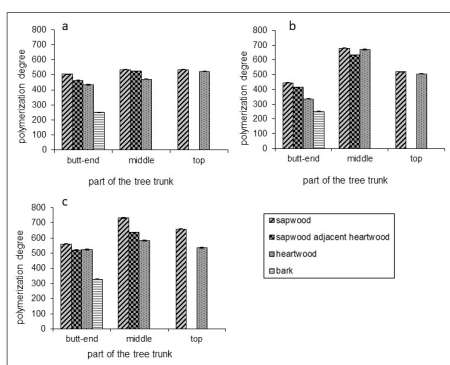 a
polymerization degree
800
700
600
500
400
300
200
100
0
butt-end middle top
part of the tree trunk
b
polymerization degree
800
700
600
500
400
300
200
100
0
butt-end middle top
part of the tree trunk
c
polymerization degree
800
700
600
500
400
300
200
100
0
butt-end middle top
part of the tree trunk
sapwood
sapwood adjacent heartwood
heartwood
bark